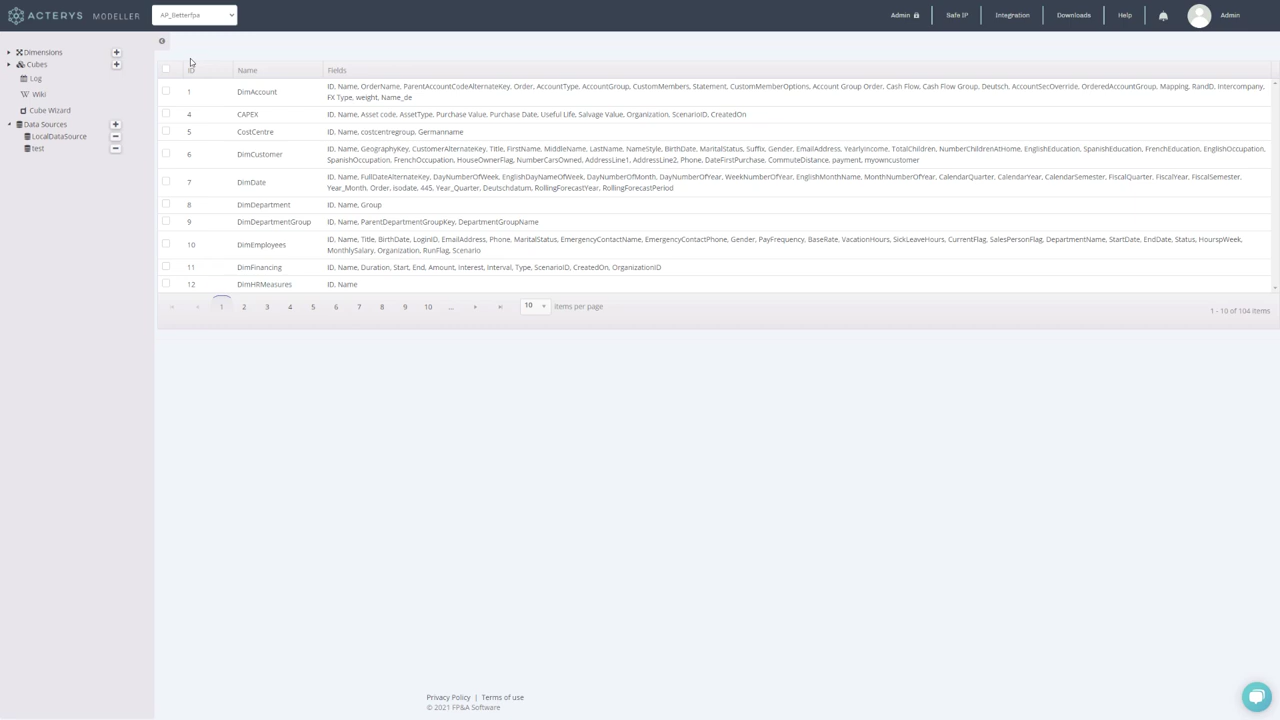 ACTERYS MODELLER
AP_Betterfpa
Admin
Safe IP
Integration
Downloads
Help
Admin
Dimensions
Cubes
Log
Wiki
Cube Wizard
Data Sources
LocalDataSource
test
ID Name Fields
1 DimAccount ID, Name, OrderName, ParentAccountCodeAlternateKey, Order, AccountType, AccountGroup, CustomMembers, Statement, CustomMemberOptions, Account Group Order, Cash Flow, Cash Flow Group, Deutsch, AccountSecOverride, OrderedAccountGroup, Mapping, RandD, Intercompany,
FX Type, weight, Name_de
4 CAPEX ID, Name, Asset code, AssetType, Purchase Value, Purchase Date, Useful Life, Salvage Value, Organization, ScenarioID, CreatedOn
5 CostCentre ID, Name, costcentregroup, Germanname
6 DimCustomer ID, Name, GeographyKey, CustomerAlternateKey, Title, FirstName, MiddleName, LastName, NameStyle, BirthDate, MaritalStatus, Suffix, Gender, EmailAddress, YearlyIncome, TotalChildren, NumberChildrenAtHome, EnglishEducation, SpanishEducation, FrenchEducation, EnglishOccupation,
SpanishOccupation, FrenchOccupation, HouseOwnerFlag, NumberCarsOwned, AddressLine1, AddressLine2, Phone, DateFirstPurchase, CommuteDistance, payment, myowncustomer
7 DimDate ID, Name, FullDateAlternateKey, DayNumberOfWeek, EnglishDayNameOfWeek, DayNumberOfMonth, DayNumberOfYear, WeekNumberOfYear, EnglishMonthName, MonthNumberOfYear, CalendarQuarter, CalendarYear, CalendarSemester, FiscalQuarter, FiscalYear, FiscalSemester,
Year_Month, Order, isodate, 445, Year_Quarter, Deutschdatum, RollingForecastYear, RollingForecastPeriod
8 DimDepartment ID, Name, Group
9 DimDepartmentGroup ID, Name, ParentDepartmentGroupKey, DepartmentGroupName
10 DimEmployees ID, Name, Title, BirthDate, LoginID, EmailAddress, Phone, MaritalStatus, EmergencyContactName, EmergencyContactPhone, Gender, PayFrequency, BaseRate, VacationHours, SickLeaveHours, CurrentFlag, SalesPersonFlag, DepartmentName, StartDate, EndDate, Status, HourspWeek,
MonthlySalary, Organization, RunFlag, Scenario
11 DimFinancing ID, Name, Duration, Start, End, Amount, Interest, Interval, Type, ScenarioID, CreatedOn, OrganizationID
12 DimHRMeasures ID, Name
1 2 3 4 5 6 7 8 9 10 ... 10 items per page
1 - 10 of 104 items
Privacy Policy | Terms of use
© 2021 FP&A Software